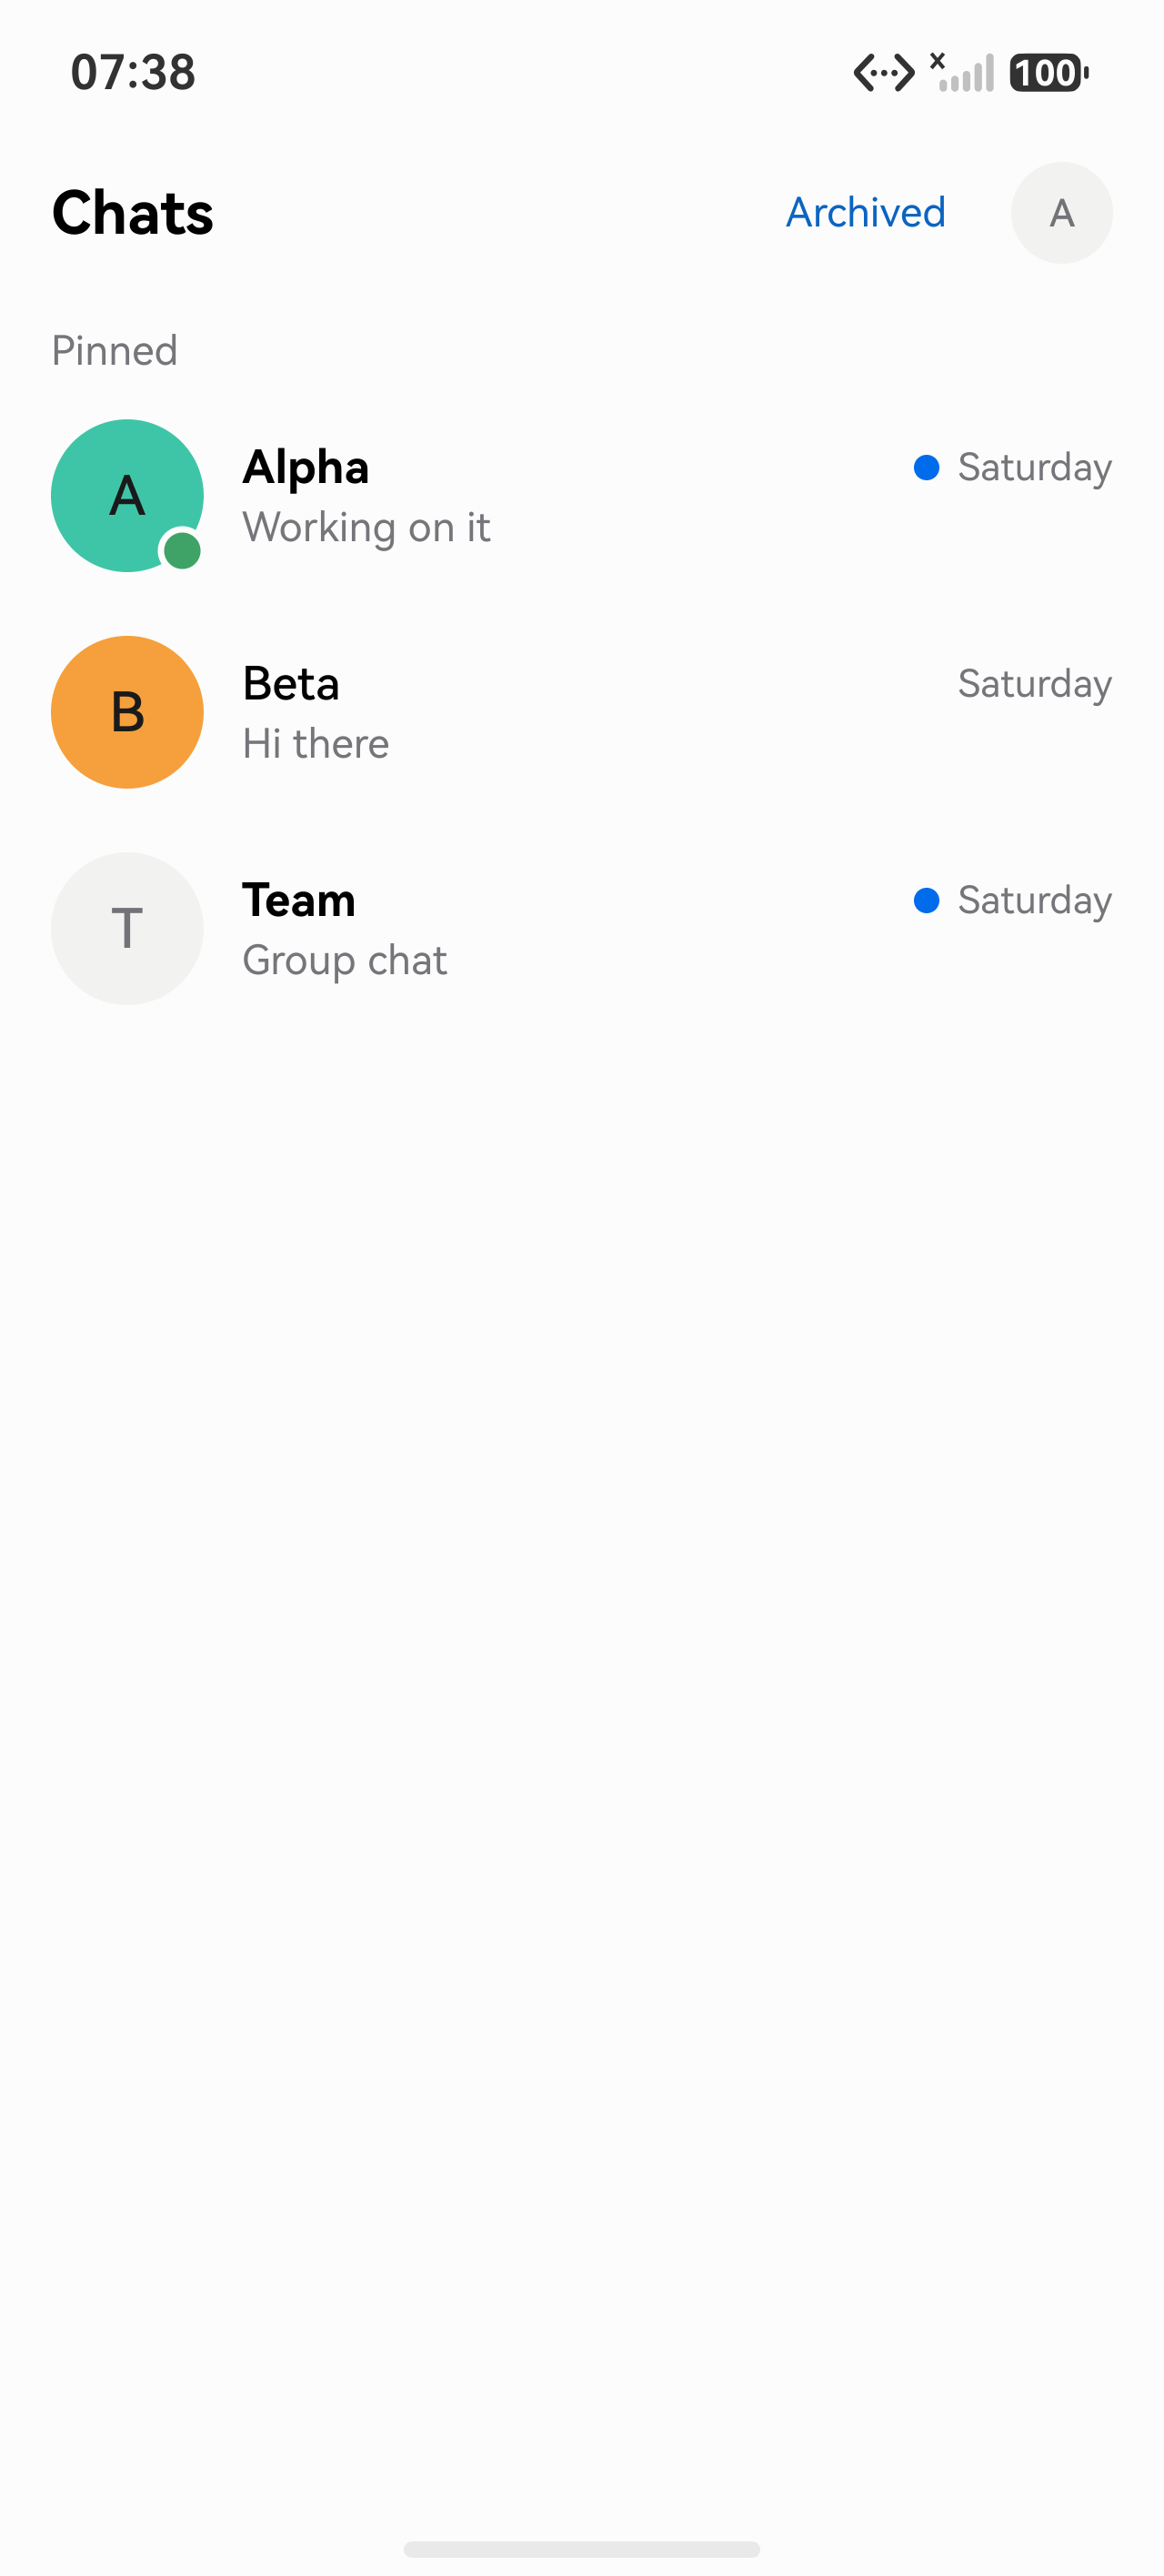 07:38
100
Chats
Archived
A
Pinned
A
Alpha
Saturday
Working on it
B
Beta
Saturday
Hi there
T
Team
Saturday
Group chat